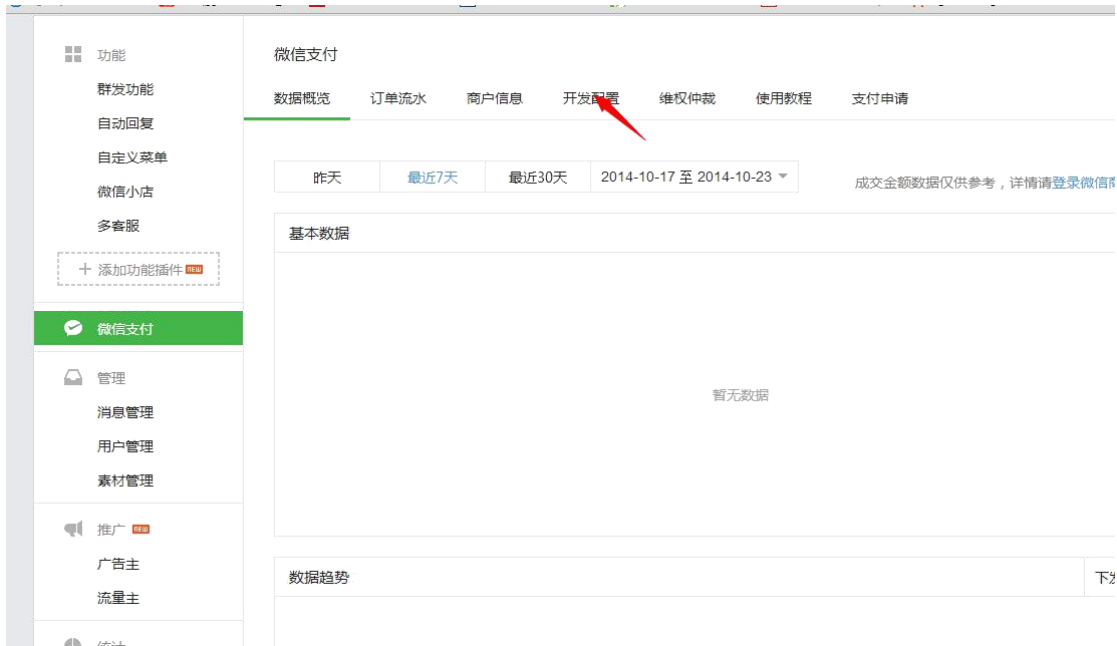 功能
群发功能
自动回复
自定义菜单
微信小店
多客服
添加功能插件 NEW
微信支付
管理
消息管理
用户管理
素材管理
推广 NEW
广告主
流量主
统计
微信支付
数据概览 订单流水 商户信息 开发配置 维权仲裁 使用教程 支付申请
昨天 最近7天 最近30天 2014-10-17 至 2014-10-23
成交金额数据仅供参考，详情请登录微信商
基本数据
暂无数据
数据趋势
下发